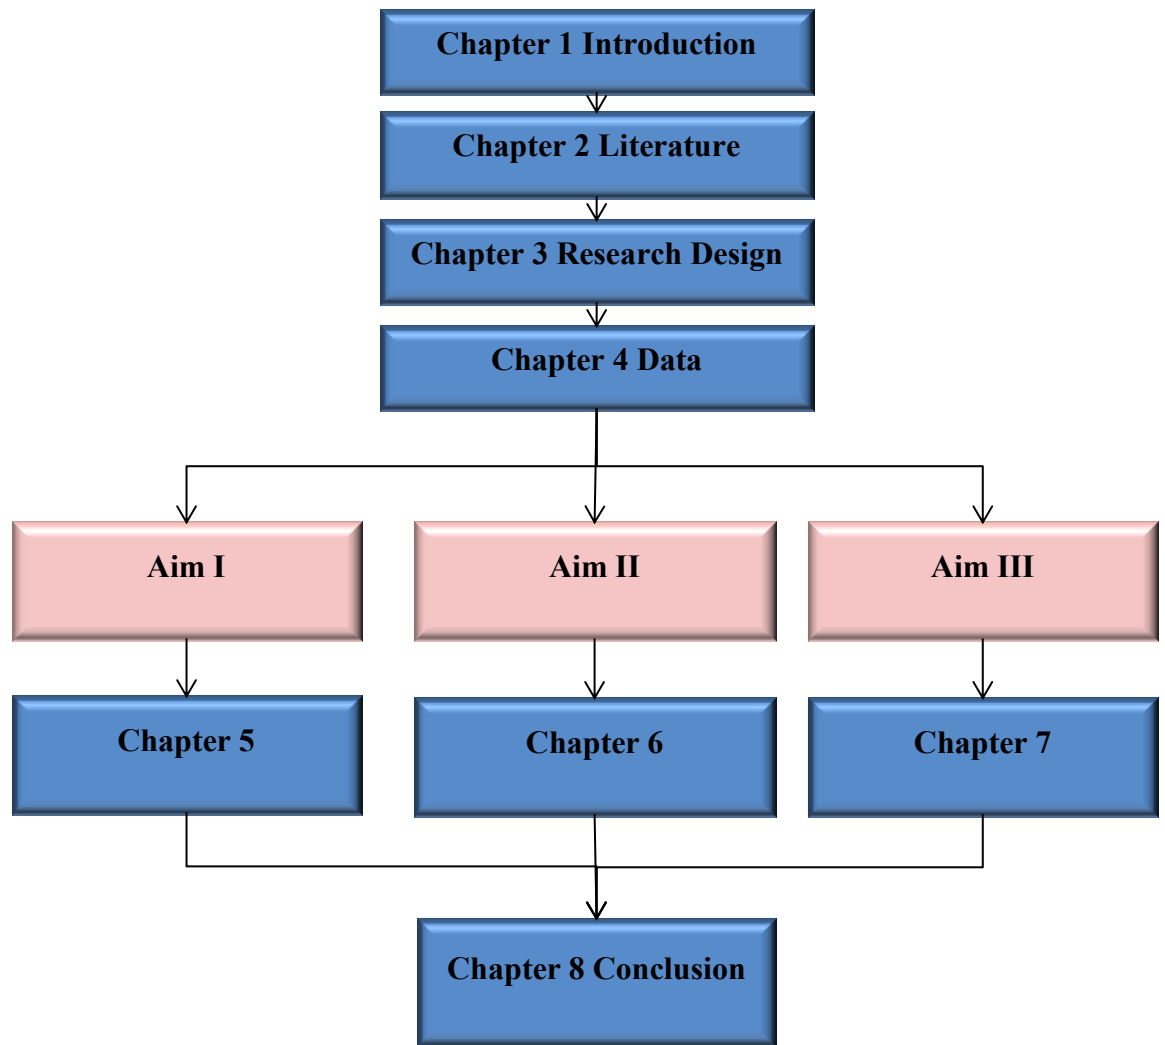 Chapter 1 Introduction
Chapter 2 Literature
Chapter 3 Research Design
Chapter 4 Data
Aim I
Aim II
Aim III
Chapter 5
Chapter 6
Chapter 7
Chapter 8 Conclusion